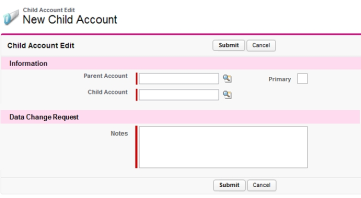 Child Account Edit
New Child Account
Child Account Edit
Submit Cancel
Information
Parent Account
Primary
Child Account
Data Change Request
Notes
Submit Cancel